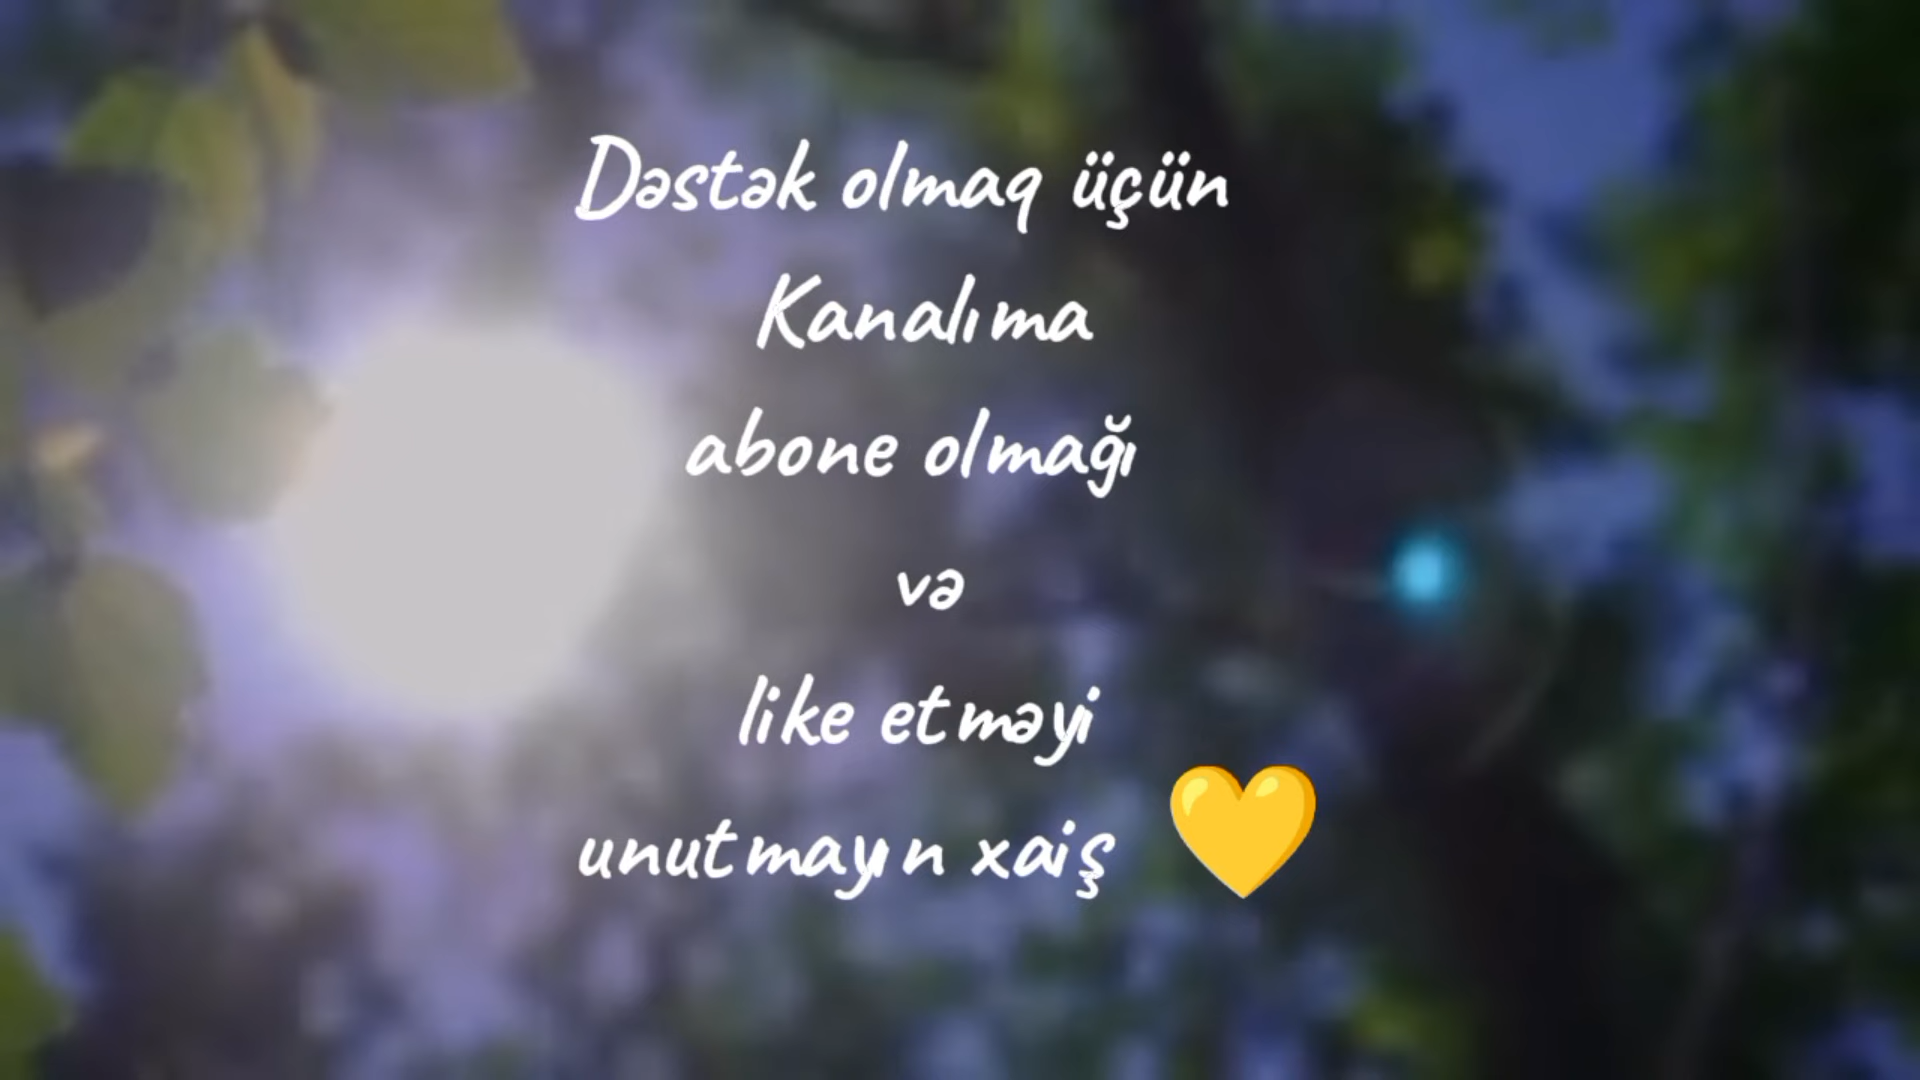 Dəstək olmaq üçün
Kanalıma
abone olmağı
və
like etməyi
unutmayın xaiş 💛